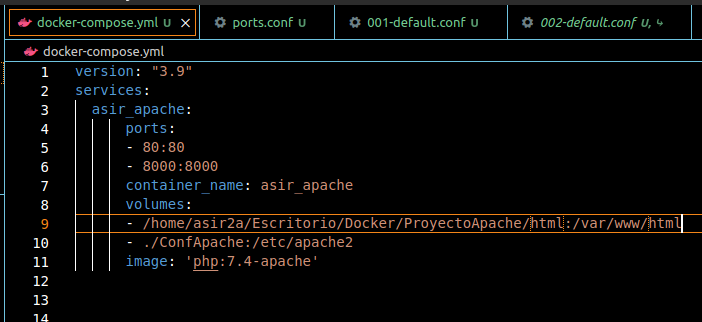 docker-compose.yml U ×
ports.conf U
001-default.conf U
002-default.conf U, ↪
docker-compose.yml
1 version: "3.9"
2 services:
3 asir_apache:
4 ports:
5 - 80:80
6 - 8000:8000
7 container_name: asir_apache
8 volumes:
9 - /home/asir2a/Escritorio/Docker/ProyectoApache/html:/var/www/html
10 - ./ConfApache:/etc/apache2
11 image: 'php:7.4-apache'
12
13
14